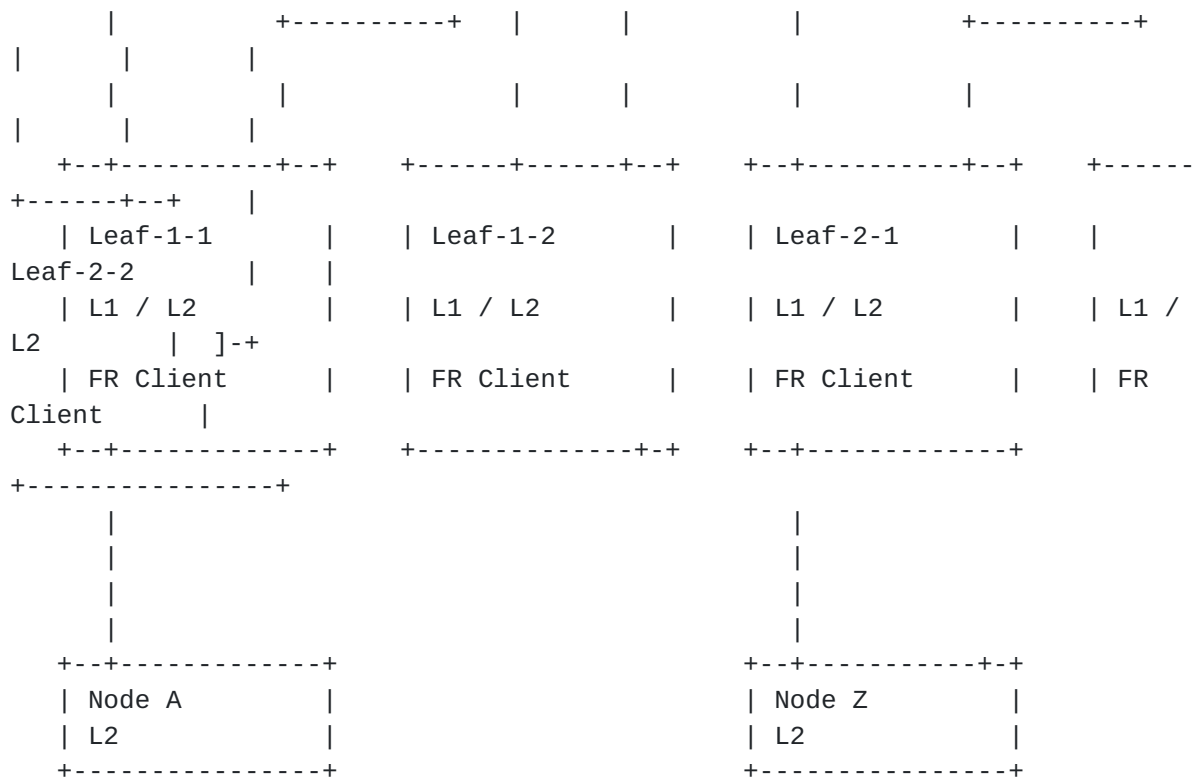 |          +----------+   |      |          |          +----------+
|      |       |
      |          |              |      |          |          |
|      |       |
   +--+----------+--+    +------+------+--+    +--+----------+--+    +------
+------+--+    |
   | Leaf-1-1       |    | Leaf-1-2       |    | Leaf-2-1       |    |
Leaf-2-2       |    |
   | L1 / L2        |    | L1 / L2        |    | L1 / L2        |    | L1 /
L2        |  ]-+
   | FR Client      |    | FR Client      |    | FR Client      |    | FR
Client      |
   +--+-------------+    +--------------+-+    +--+-------------+
+----------------+
      |                                           |
      |                                           |
      |                                           |
      |                                           |
   +--+-------------+                          +--+-----------+-+
   | Node A         |                          | Node Z         |
   | L2             |                          | L2             |
   +----------------+                          +----------------+